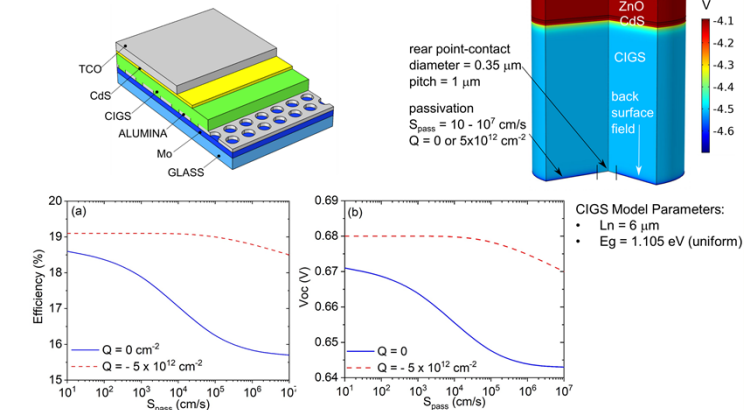 TCO
CdS
CIGS
ALUMINA
Mo
GLASS
ZnO
CdS
CIGS
back
surface
field
V
-4.1
-4.2
-4.3
-4.4
-4.5
-4.6
rear point-contact
diameter = 0.35 μm
pitch = 1 μm
passivation
Spass = 10 - 10⁷ cm/s
Q = 0 or 5x10¹² cm⁻²
CIGS Model Parameters:
• Ln = 6 μm
• Eg = 1.105 eV (uniform)
(a)
Efficiency (%)
20
19
18
17
16
15
Q = 0 cm⁻²
Q = - 5 x 10¹² cm⁻²
10¹ 10² 10³ 10⁴ 10⁵ 10⁶ 10⁷
Spass (cm/s)
(b)
Voc (V)
0.69
0.68
0.67
0.66
0.65
0.64
Q = 0
Q = - 5 x 10¹² cm⁻²
10¹ 10² 10³ 10⁴ 10⁵ 10⁶ 10⁷
Spass (cm/s)